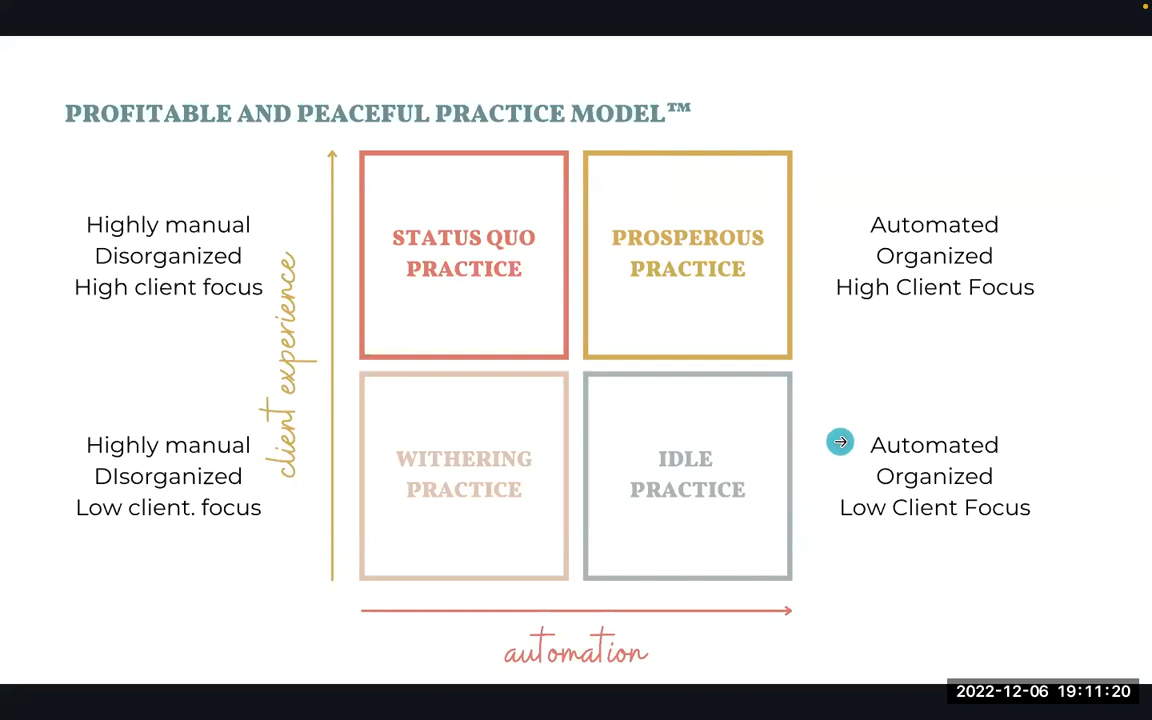 PROFITABLE AND PEACEFUL PRACTICE MODEL™
Highly manual
Disorganized
High client focus
client experience
STATUS QUO
PRACTICE
PROSPEROUS
PRACTICE
Automated
Organized
High Client Focus
Highly manual
DIsorganized
Low client. focus
WITHERING
PRACTICE
IDLE
PRACTICE
Automated
Organized
Low Client Focus
automation
2022-12-06 19:11:20